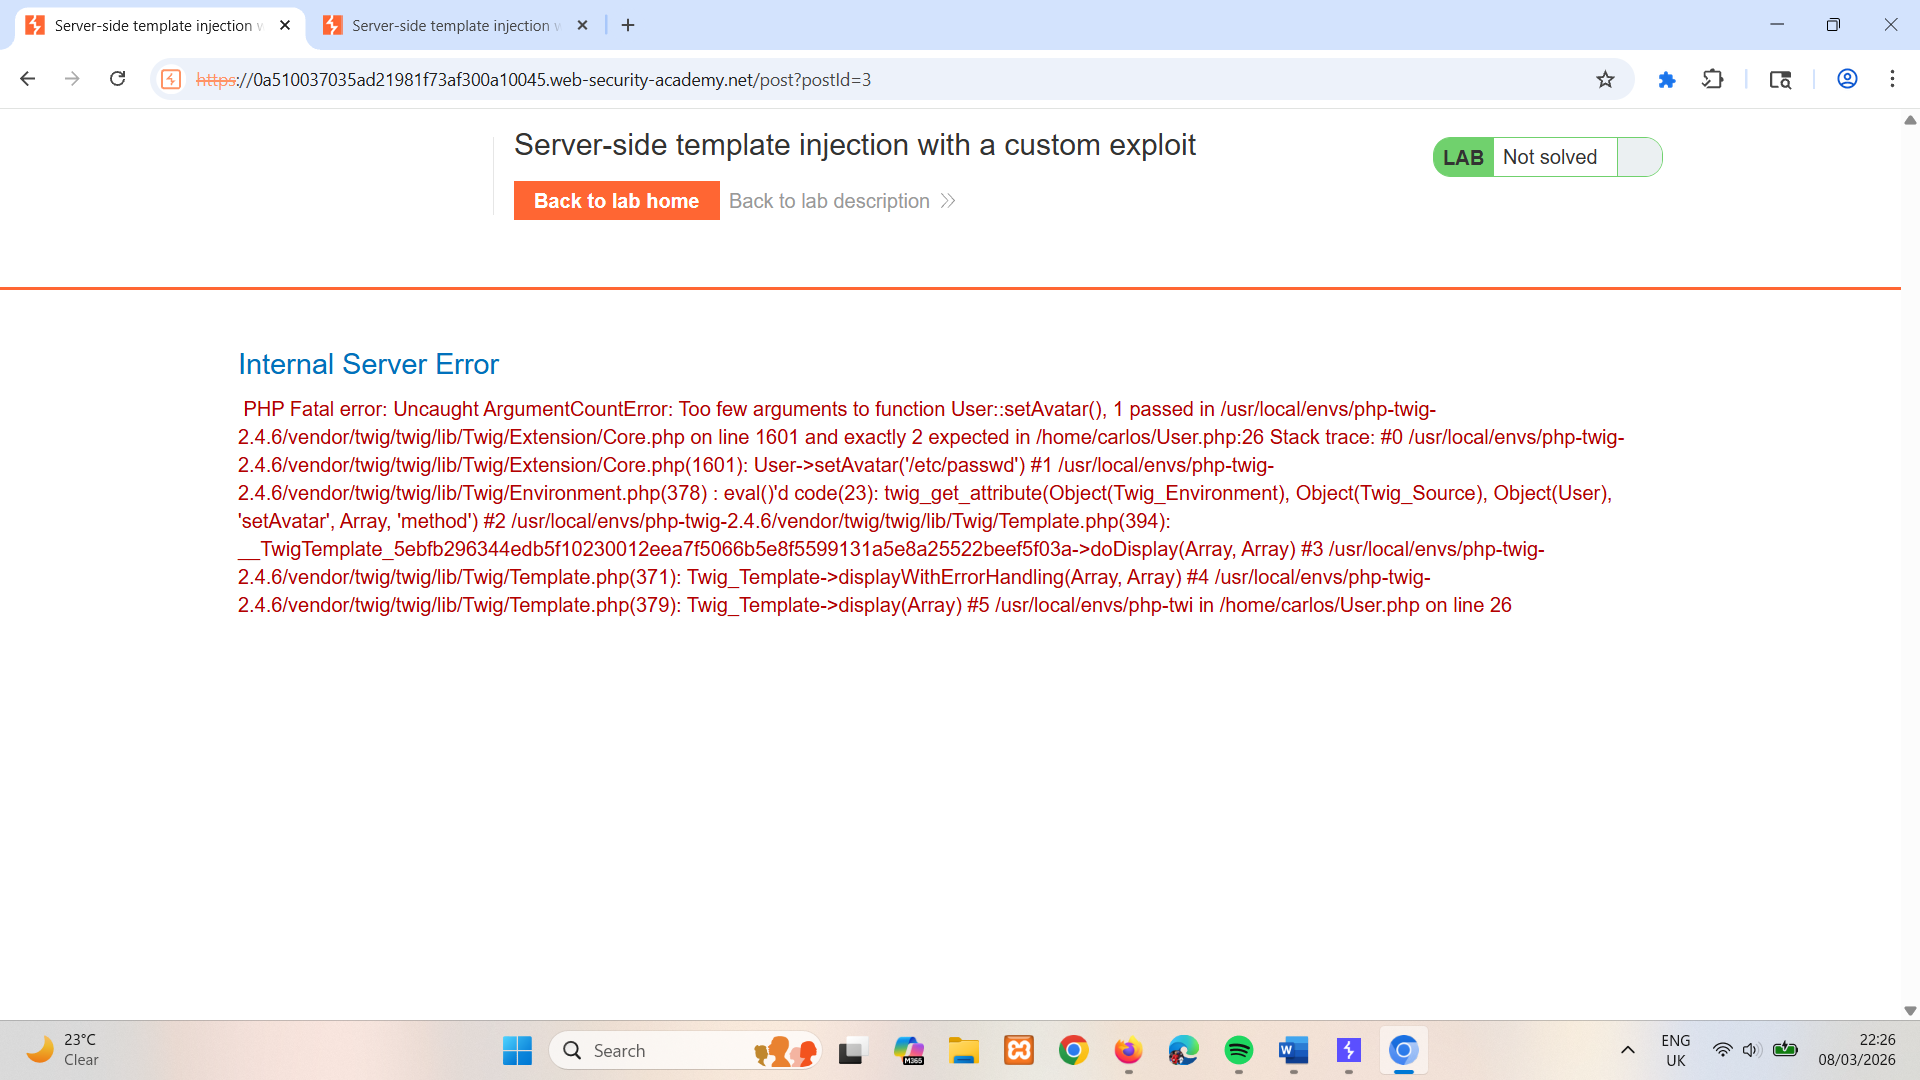 Server-side template injection w
Server-side template injection w
https://0a510037035ad21981f73af300a10045.web-security-academy.net/post?postId=3
Server-side template injection with a custom exploit
LAB Not solved
Back to lab home
Back to lab description
Internal Server Error
PHP Fatal error: Uncaught ArgumentCountError: Too few arguments to function User::setAvatar(), 1 passed in /usr/local/envs/php-twig-
2.4.6/vendor/twig/twig/lib/Twig/Extension/Core.php on line 1601 and exactly 2 expected in /home/carlos/User.php:26 Stack trace: #0 /usr/local/envs/php-twig-
2.4.6/vendor/twig/twig/lib/Twig/Extension/Core.php(1601): User->setAvatar('/etc/passwd') #1 /usr/local/envs/php-twig-
2.4.6/vendor/twig/twig/lib/Twig/Environment.php(378) : eval()'d code(23): twig_get_attribute(Object(Twig_Environment), Object(Twig_Source), Object(User),
'setAvatar', Array, 'method') #2 /usr/local/envs/php-twig-2.4.6/vendor/twig/twig/lib/Twig/Template.php(394):
__TwigTemplate_5ebfb296344edb5f10230012eea7f5066b5e8f5599131a5e8a25522beef5f03a->doDisplay(Array, Array) #3 /usr/local/envs/php-twig-
2.4.6/vendor/twig/twig/lib/Twig/Template.php(371): Twig_Template->displayWithErrorHandling(Array, Array) #4 /usr/local/envs/php-twig-
2.4.6/vendor/twig/twig/lib/Twig/Template.php(379): Twig_Template->display(Array) #5 /usr/local/envs/php-twi in /home/carlos/User.php on line 26
23°C
Clear
Search
M365
ENG
UK
22:26
08/03/2026